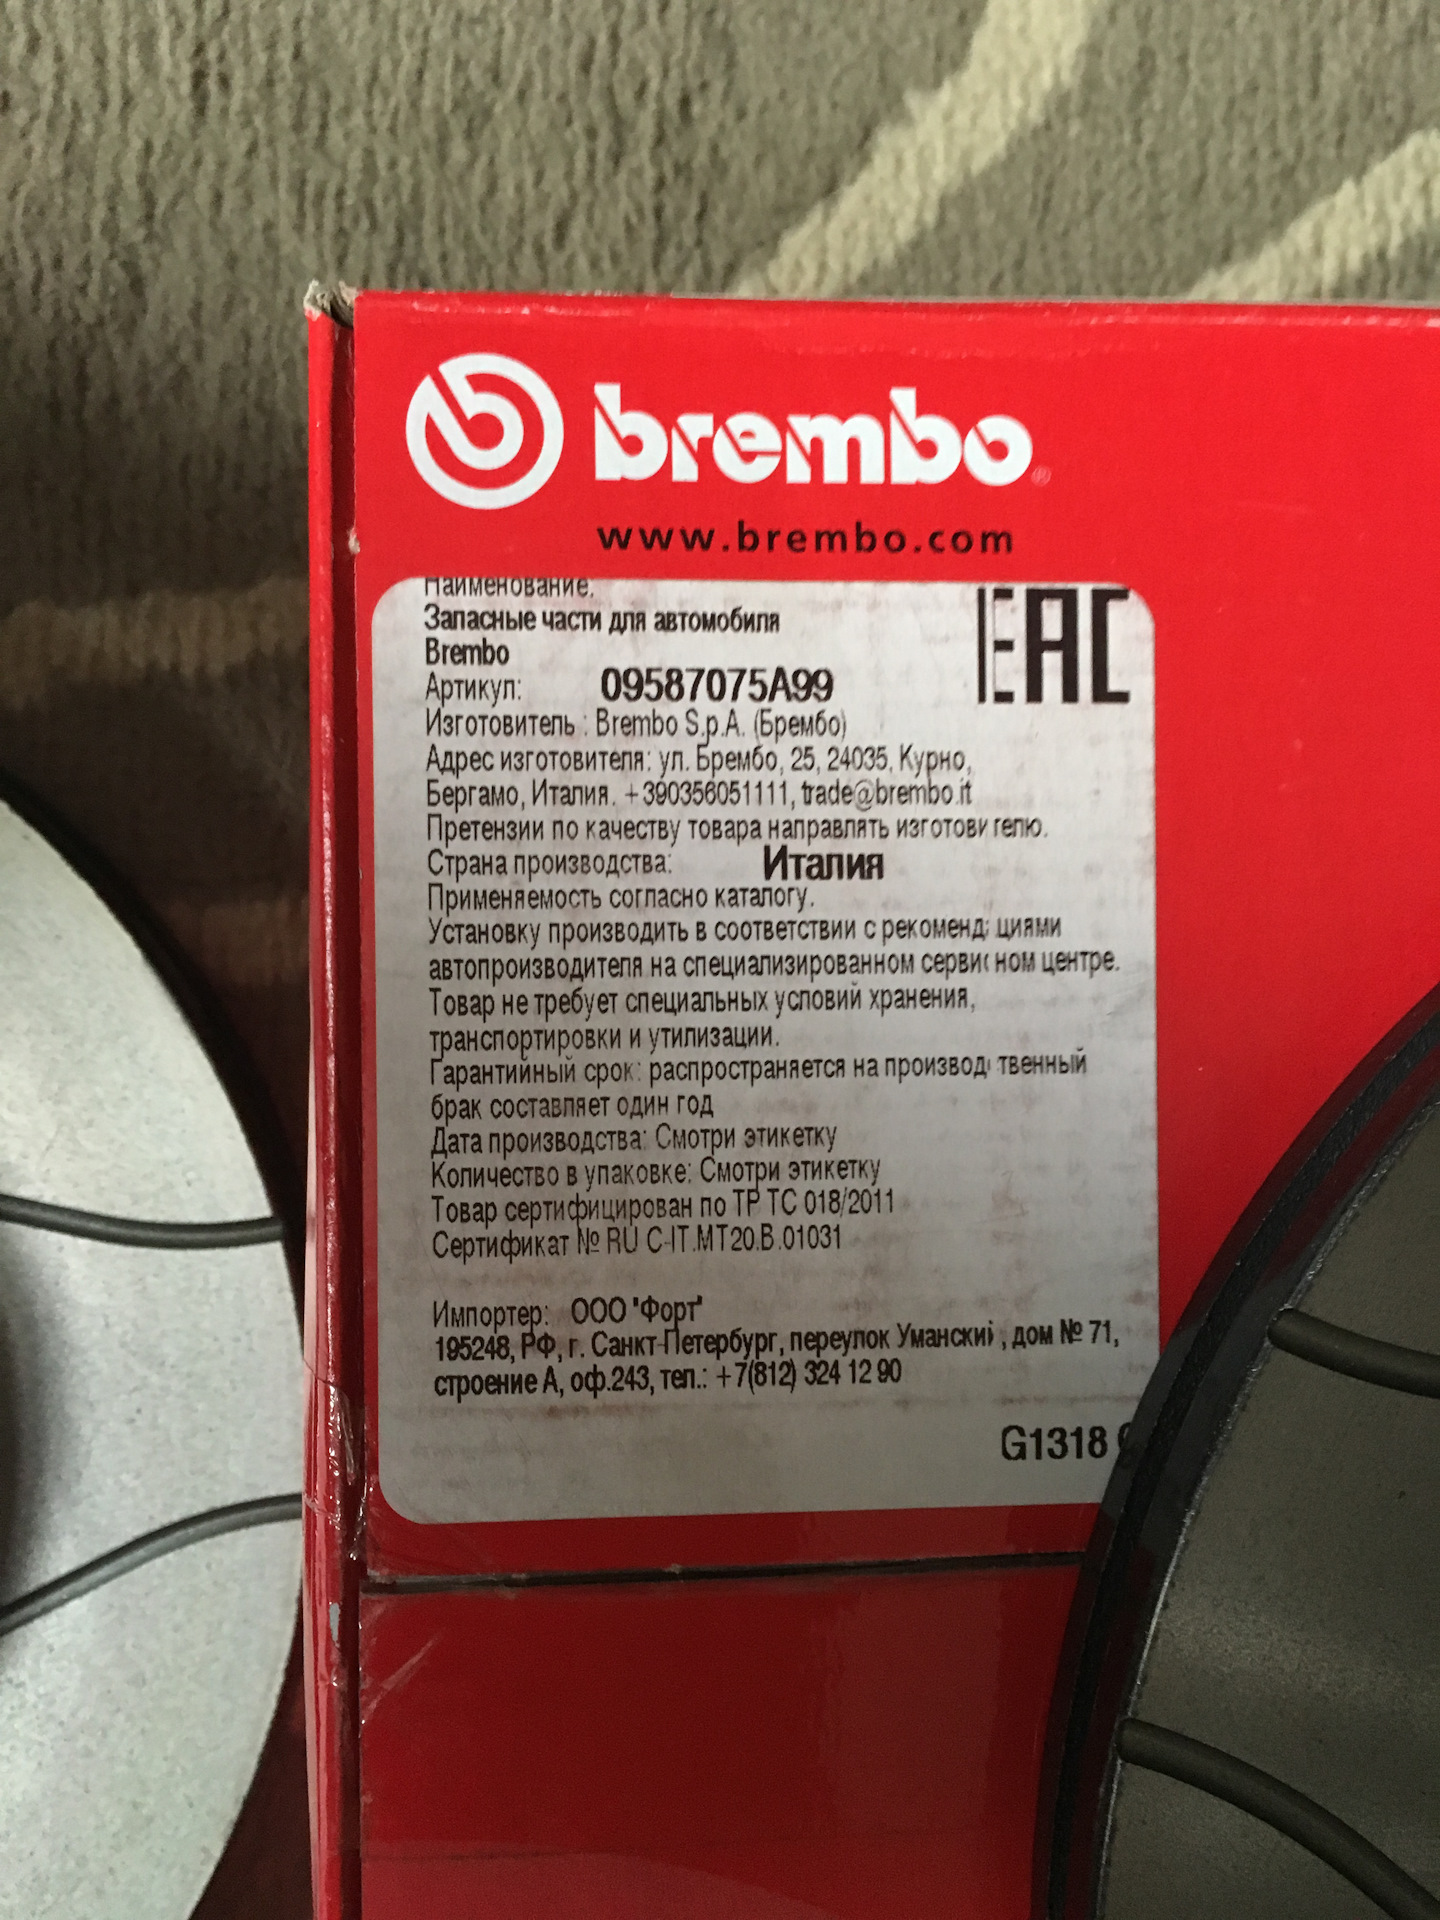 brembo
www.brembo.com
Наименование:
EAC
Запасные части для автомобиля
Brembo
Артикул: 09587075A99
Изготовитель : Brembo S.p.A. (Брембо)
Адрес изготовителя: ул. Брембо, 25, 24035, Курно,
Бергамо, Италия. +390356051111, trade@brembo.it
Претензии по качеству товара направлять изготовителю.
Страна производства: Италия
Применяемость согласно каталогу.
Установку производить в соответствии с рекомендациями
автопроизводителя на специализированном сервисном центре.
Товар не требует специальных условий хранения,
транспортировки и утилизации.
Гарантийный срок: распространяется на производственный
брак составляет один год
Дата производства: Смотри этикетку
Количество в упаковке: Смотри этикетку
Товар сертифицирован по ТР ТС 018/2011
Сертификат № RU C-IT.MT20.B.01031
Импортер: ООО "Форт"
195248, РФ, г. Санкт-Петербург, переулок Уманский , дом № 71,
строение А, оф.243, тел.: +7(812) 324 12 90
G1318